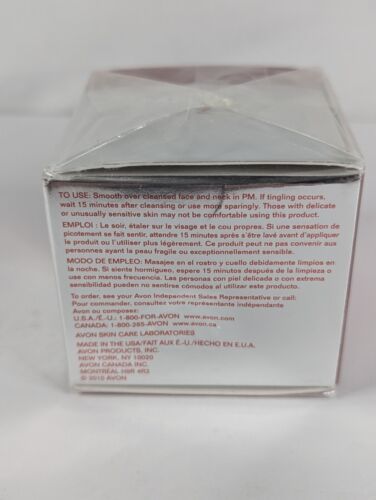 TO USE: Smooth over cleansed face and neck in PM. If tingling occurs,
wait 15 minutes after cleansing or use more sparingly. Those with delicate
or unusually sensitive skin may not be comfortable using this product.
EMPLOI : Le soir, étaler sur le visage et le cou propres. Si une sensation de
picotement se fait sentir, attendre 15 minutes après s'être lavé avant d'appliquer
le produit ou l'utiliser plus légèrement. Ce produit peut ne pas convenir aux
personnes ayant la peau fragile ou exceptionnellement sensible.
MODO DE EMPLEO: Masajee en el rostro y cuello debidamente limpios en
la noche. Si siente hormigueo, espere 15 minutos después de la limpieza o
use con menos frecuencia. Las personas con piel delicada o con extrema
sensibilidad pueden no sentirse cómodas al utilizar este producto.
To order, see your Avon Independent Sales Representative or call:
Pour commander, consultez votre représentante indépendante
Avon ou composez:
U.S.A./É.U.: 1-800-FOR-AVON www.avon.com
CANADA: 1-800-265-AVON www.avon.ca
AVON SKIN CARE LABORATORIES
MADE IN THE USA/FAIT AUX É.-U./HECHO EN E.U.A.
AVON PRODUCTS, INC.
NEW YORK, NY 10020
AVON CANADA INC.
MONTRÉAL H9R 4R3
© 2010 AVON